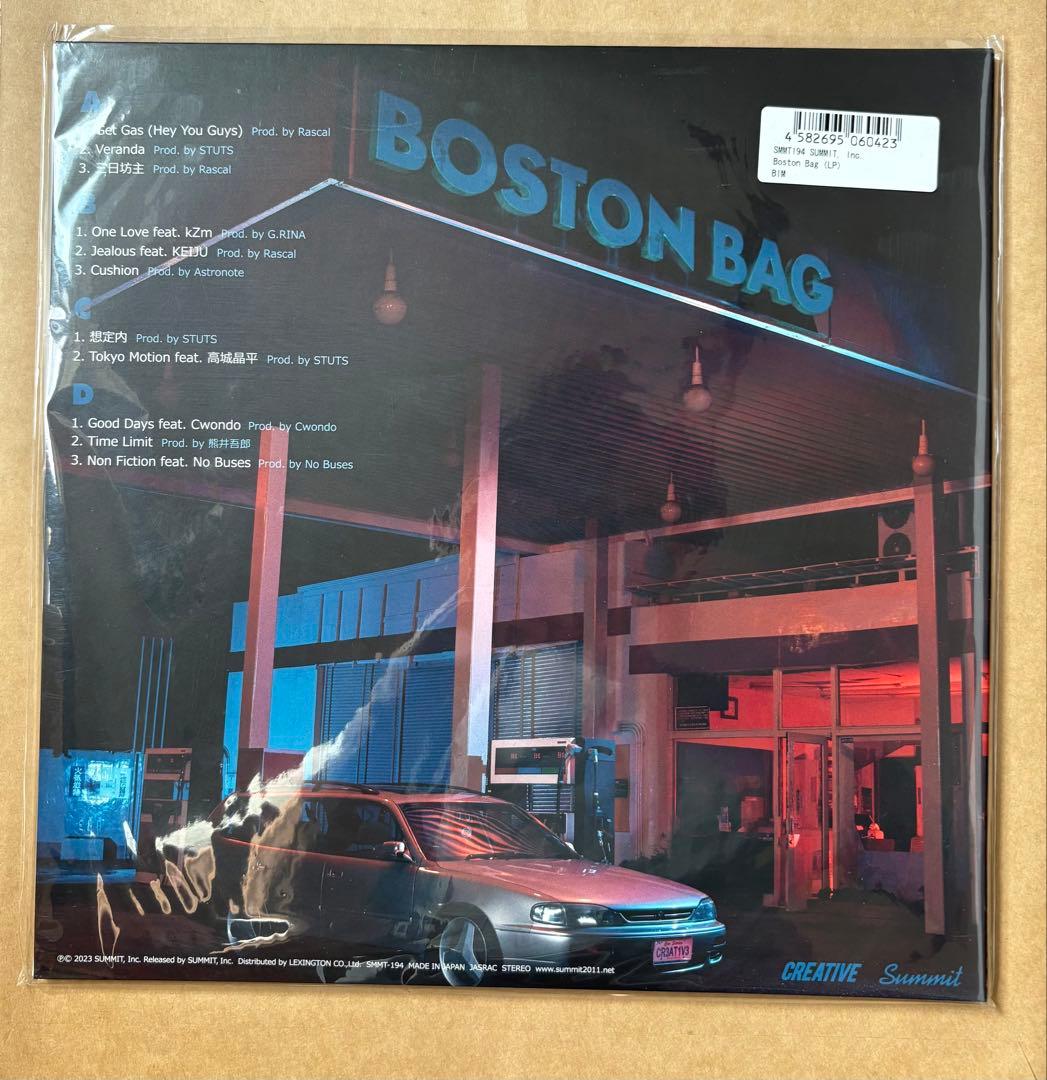 BOSTON BAG
4 582695 060423
SMMT194 SUMMIT, Inc.
Boston Bag (LP)
BIM
A
Get Gas (Hey You Guys) Prod. by Rascal
2. Veranda Prod. by STUTS
3. 三日坊主 Prod. by Rascal
B
1. One Love feat. kZm Prod. by G.RINA
2. Jealous feat. KEIJU Prod. by Rascal
3. Cushion Prod. by Astronote
C
1. 想定内 Prod. by STUTS
2. Tokyo Motion feat. 高城晶平 Prod. by STUTS
D
1. Good Days feat. Cwondo Prod. by Cwondo
2. Time Limit Prod. by 熊井吾郎
3. Non Fiction feat. No Buses Prod. by No Buses
CR3AT1V3
℗© 2023 SUMMIT, Inc. Released by SUMMIT, Inc. Distributed by LEXINGTON CO.,Ltd. SMMT-194 MADE IN JAPAN JASRAC STEREO www.summit2011.net
CREATIVE Summit